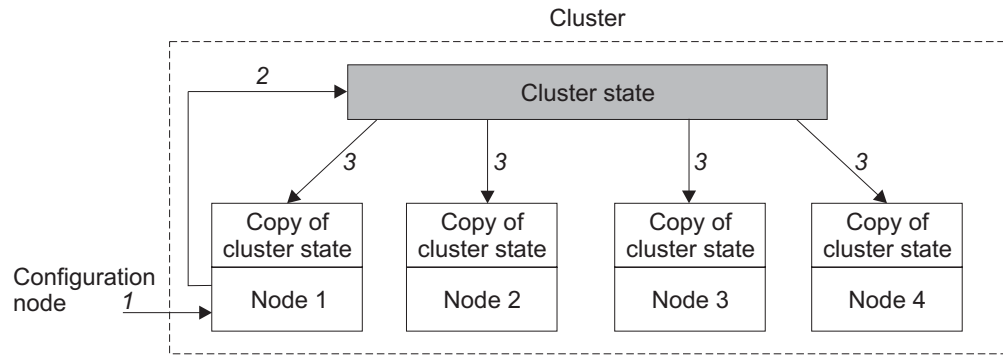 Cluster
2
Cluster state
3
3
3
3
Copy of
cluster state
Copy of
cluster state
Copy of
cluster state
Copy of
cluster state
Configuration
node
1
Node 1
Node 2
Node 3
Node 4